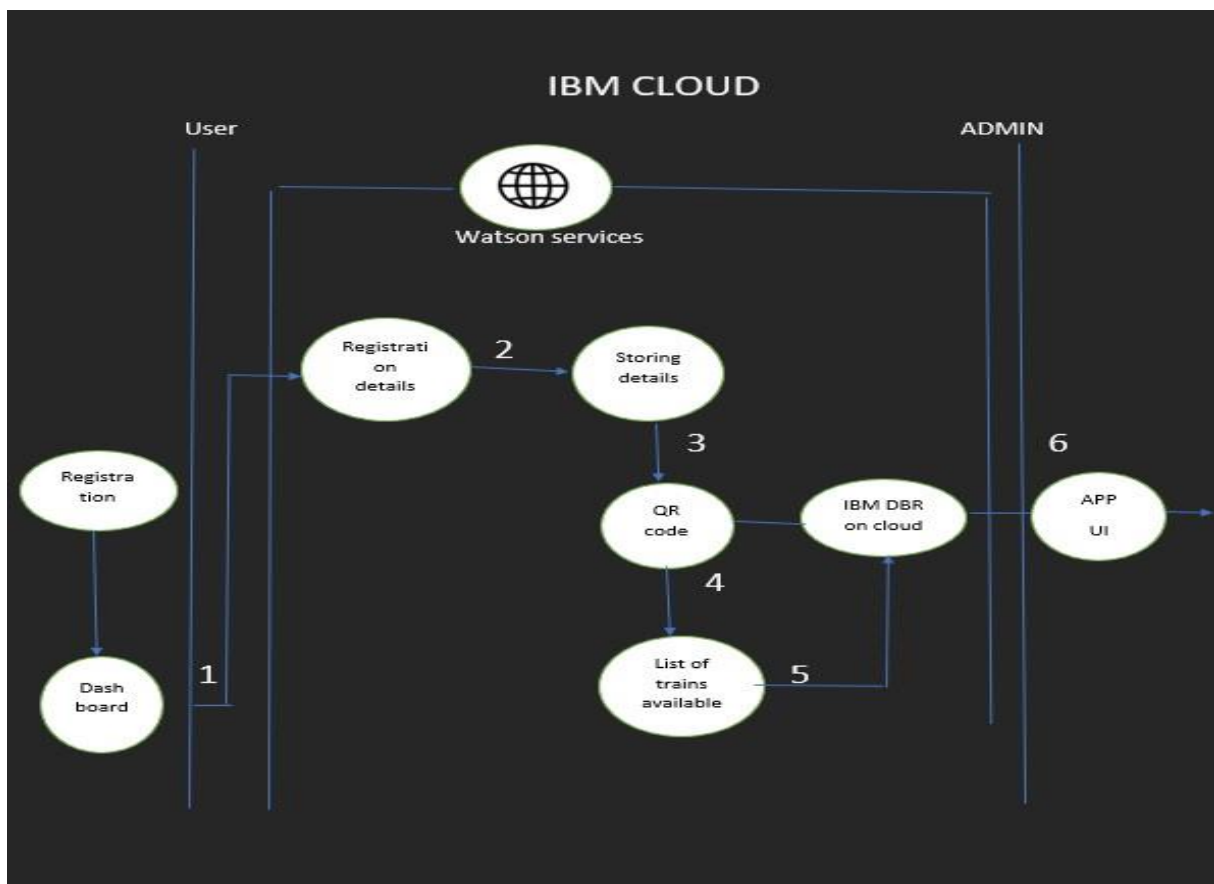 IBM CLOUD
User
ADMIN
Watson services
Registrati
on
details
2
Storing
details
3
6
Registra
tion
QR
code
IBM DBR
on cloud
APP
UI
4
Dash
board
1
List of
trains
available
5